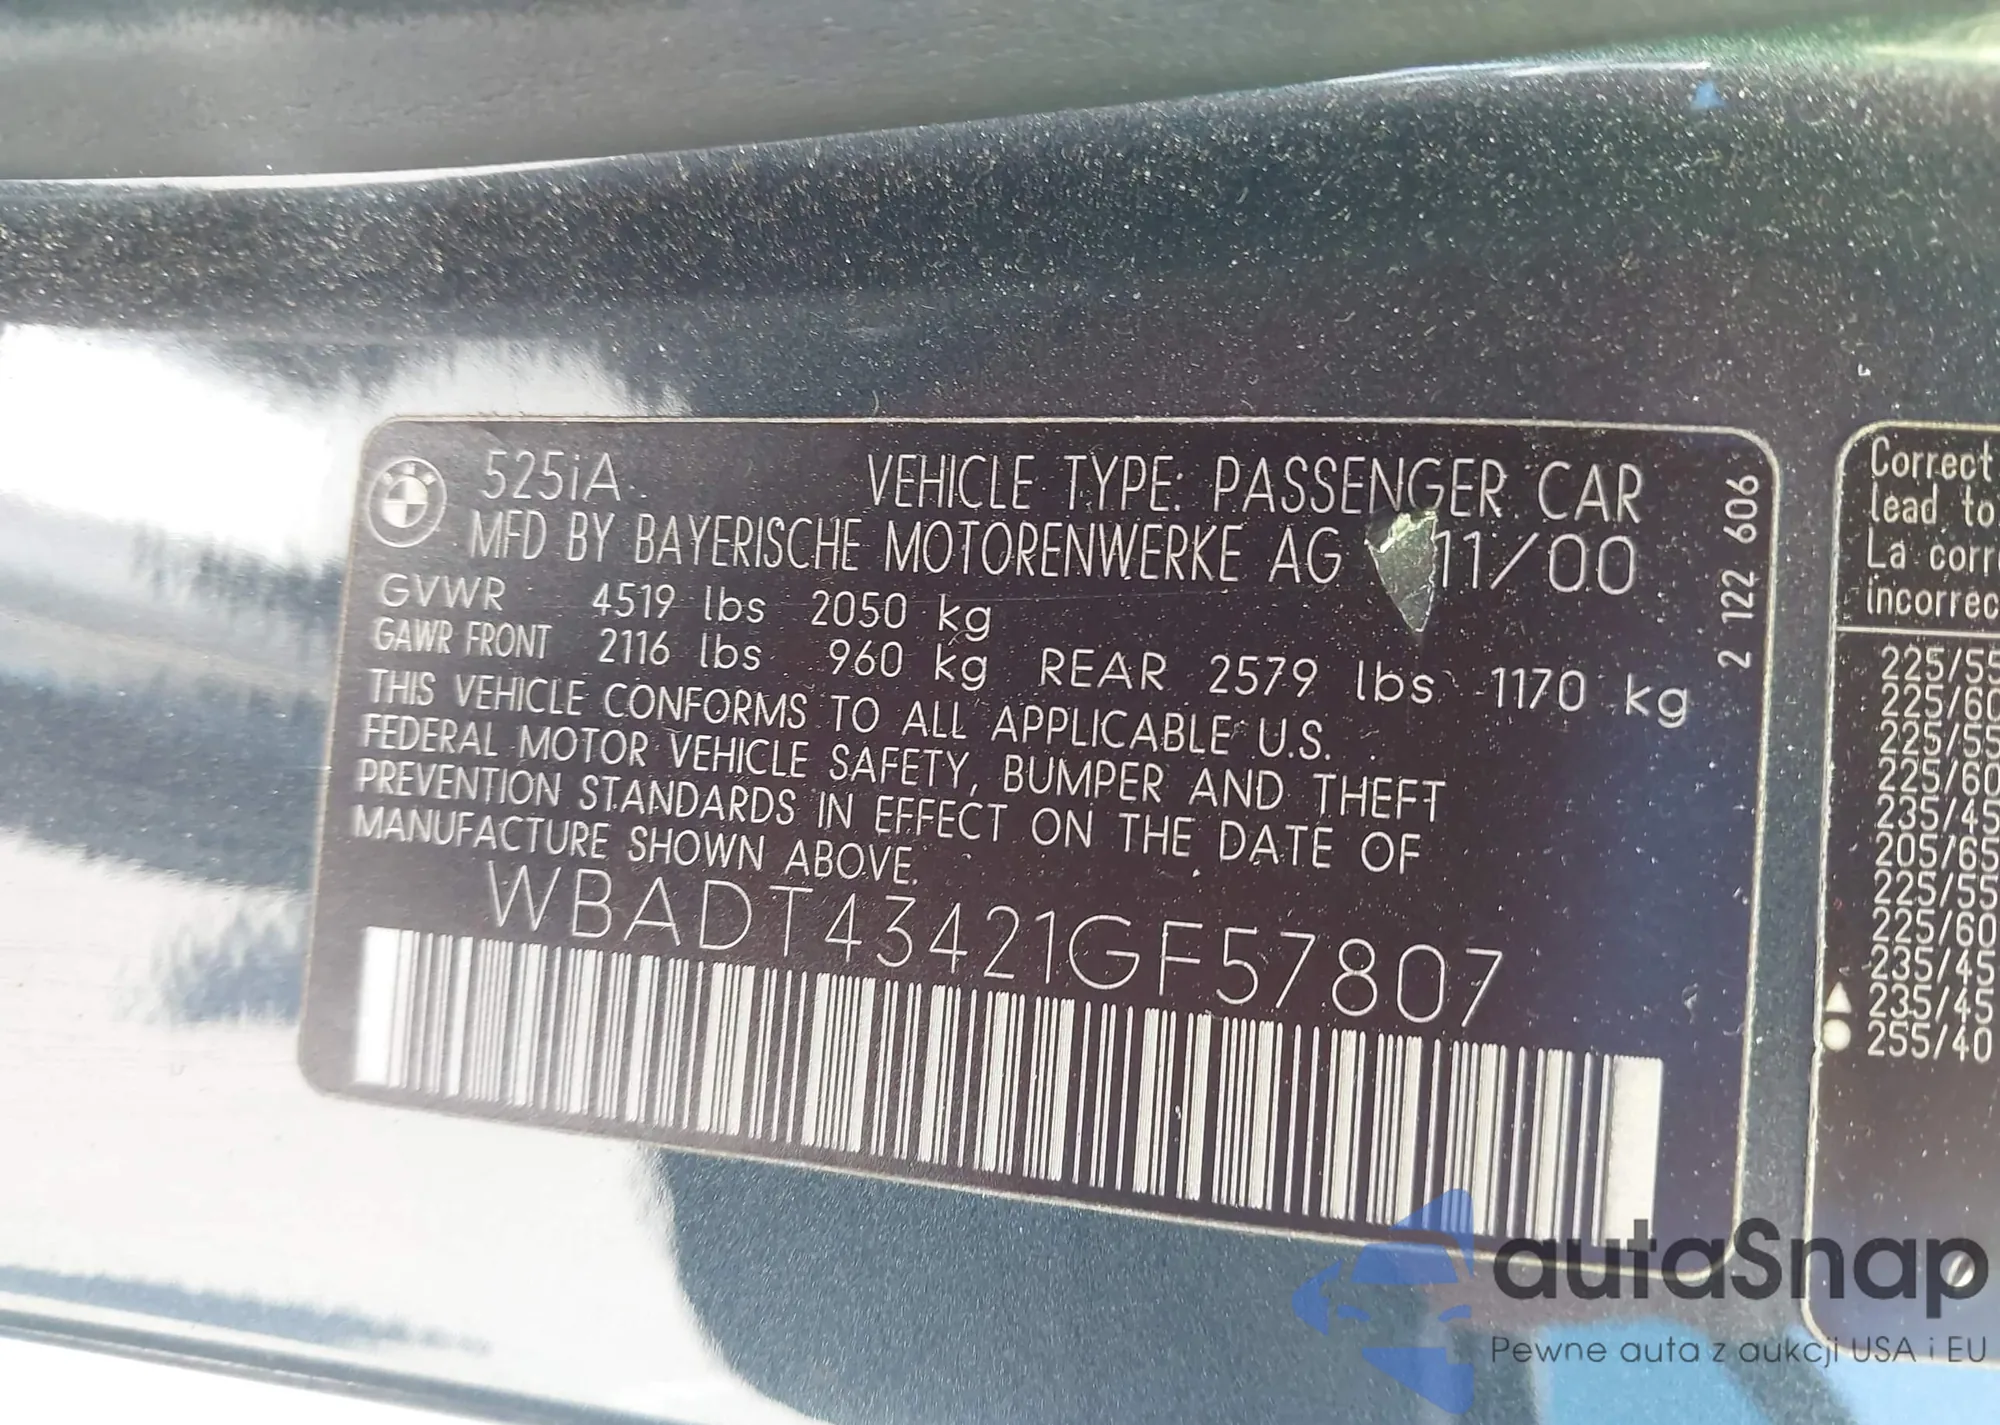 525iA VEHICLE TYPE: PASSENGER CAR
MFD BY BAYERISCHE MOTORENWERKE AG 11/00
GVWR 4519 lbs 2050 kg
GAWR FRONT 2116 lbs 960 kg REAR 2579 lbs 1170 kg
THIS VEHICLE CONFORMS TO ALL APPLICABLE U.S.
FEDERAL MOTOR VEHICLE SAFETY, BUMPER AND THEFT
PREVENTION STANDARDS IN EFFECT ON THE DATE OF
MANUFACTURE SHOWN ABOVE.
WBADT43421GF57807
2 122 606
Correct
lead to
La corr
incorrec
225/55
225/60
225/55
225/60
235/45
205/65
225/55
225/60
235/45
235/45
255/40
autaSnap
Pewne auta z aukcji USA i EU